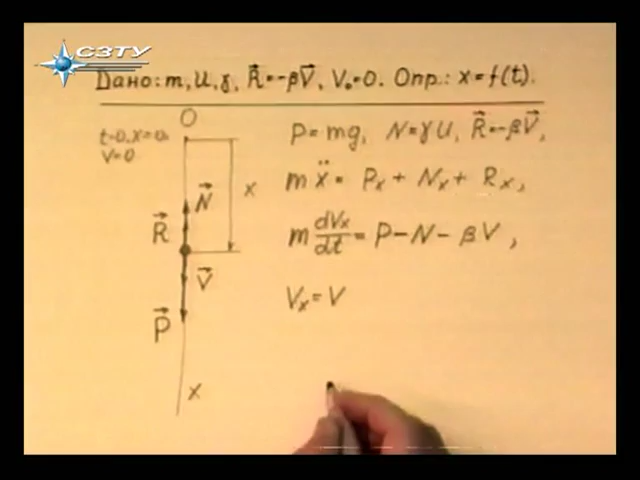 СЗТУ
Дано: m, U, γ, R⃗=-βV⃗, V₀=0. Опр.: x=f(t).
O
t=0, x=0,
V=0
P=mg, N=γU, R⃗=-βV⃗,
mẍ = Pₓ + Nₓ + Rₓ,
m dVₓ/dt = P-N-βV,
Vₓ=V
N⃗
x
R⃗
V⃗
P⃗
x